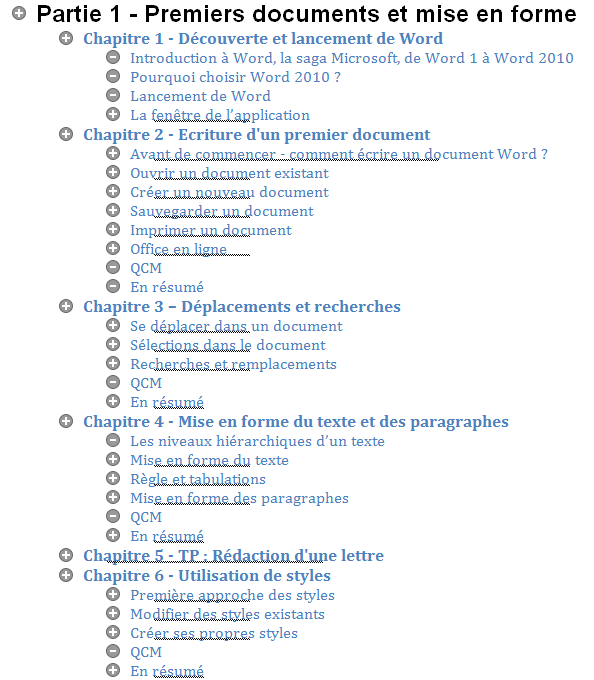 Partie 1 - Premiers documents et mise en forme
Chapitre 1 - Découverte et lancement de Word
Introduction à Word, la saga Microsoft, de Word 1 à Word 2010
Pourquoi choisir Word 2010 ?
Lancement de Word
La fenêtre de l’application
Chapitre 2 - Ecriture d'un premier document
Avant de commencer - comment écrire un document Word ?
Ouvrir un document existant
Créer un nouveau document
Sauvegarder un document
Imprimer un document
Office en ligne
QCM
En résumé
Chapitre 3 – Déplacements et recherches
Se déplacer dans un document
Sélections dans le document
Recherches et remplacements
QCM
En résumé
Chapitre 4 - Mise en forme du texte et des paragraphes
Les niveaux hiérarchiques d’un texte
Mise en forme du texte
Règle et tabulations
Mise en forme des paragraphes
QCM
En résumé
Chapitre 5 - TP : Rédaction d'une lettre
Chapitre 6 - Utilisation de styles
Première approche des styles
Modifier des styles existants
Créer ses propres styles
QCM
En résumé